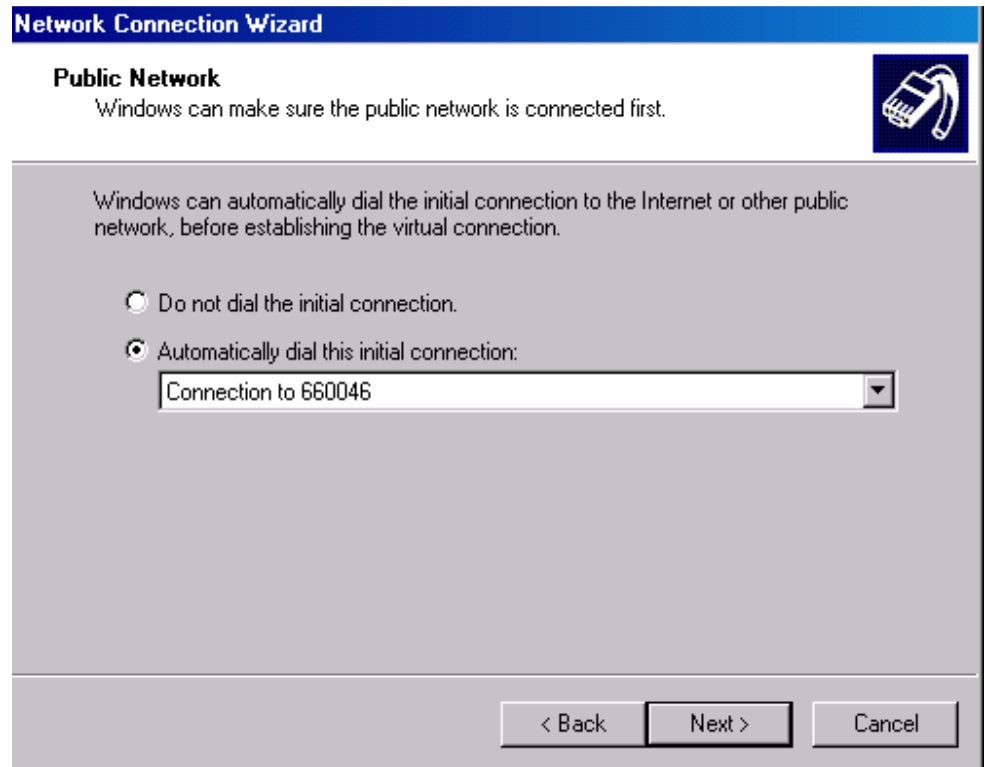 Network Connection Wizard
Public Network
Windows can make sure the public network is connected first.
Windows can automatically dial the initial connection to the Internet or other public
network, before establishing the virtual connection.
Do not dial the initial connection.
Automatically dial this initial connection:
Connection to 660046
< Back
Next >
Cancel